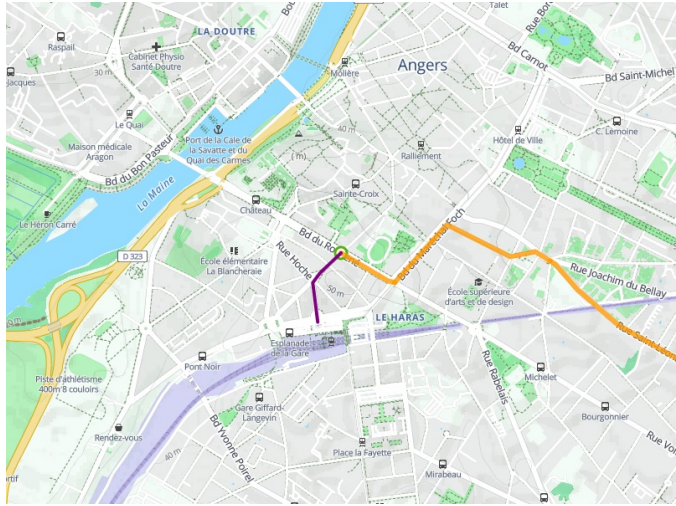 Talet
LA DOUTRE
Raspail
Cabinet Physio
Santé Doutre
30 m
Jacques
Molière
Angers
Bd Carnot
Bd Saint-Michel
Le Quai
Port de la Cale de
la Savatte et du
Quai des Carmes
40 m
Hôtel de Ville
C. Lemoine
Maison médicale
Aragon
Bd du Bon Pasteur
( m)
Ralliement
La Maine
Sainte-Croix
Château
Le Héron Carré
D 323
École élémentaire
La Blancheraie
Rue Hoche
Bd du Ro
Bd du Maréchal Foch
50 m
École supérieure
d'arts et de design
Rue Joachim du Bellay
LE HARAS
Rue Saint-Léon
Esplanade
de la Gare
Pont Noir
Rue Rabelais
Piste d'athlétisme
400m 8 couloirs
Michelet
Gare Giffard-
Langevin
Bourgonnier
Rendez-vous
Bd Yvonne Poirel
40 m
Place la Fayette
Mirabeau